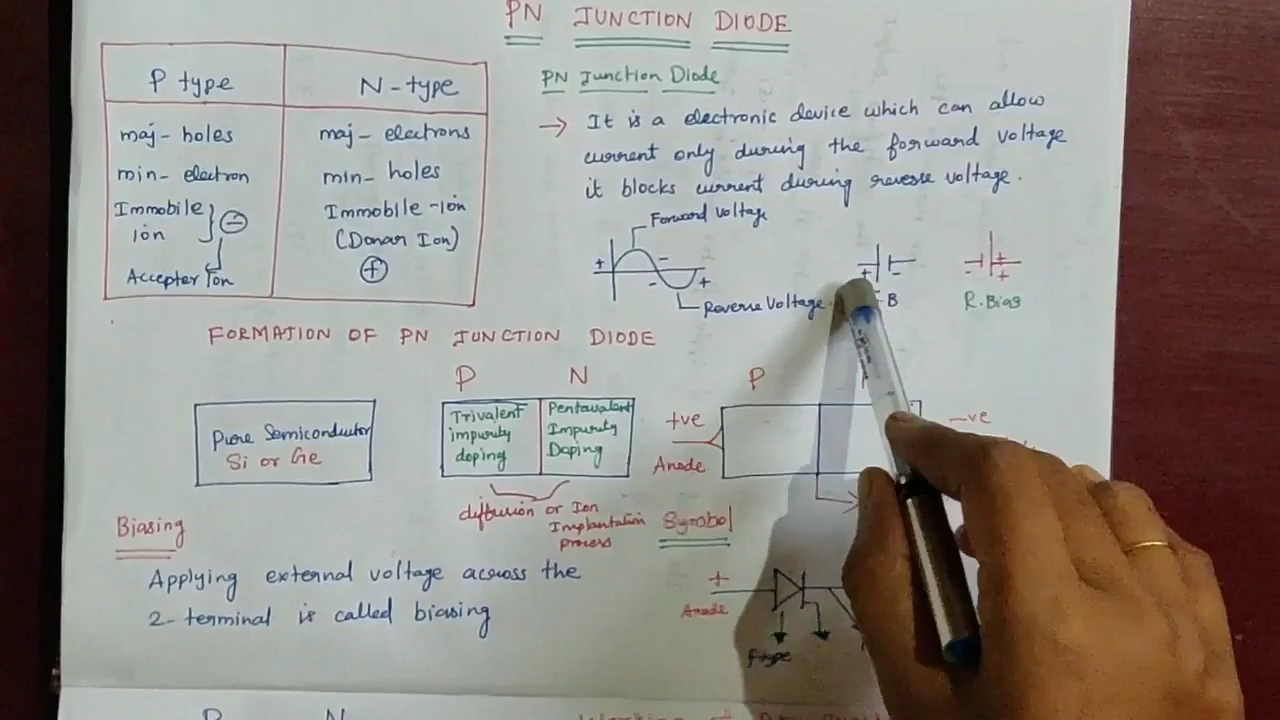 PN JUNCTION DIODE
P type
N-type
maj- holes
maj- electrons
min- electron
min- holes
Immobile
ion
⊖
Immobile-ion
(Donar Ion)
⊕
Accepter Ion
PN Junction Diode
→ It is a electronic device which can allow
current only during the forward voltage
it blocks current during reverse voltage.
Forward voltage
+ - - +
Reverse Voltage.
+ -
B
- + +
R.Bias
FORMATION OF PN JUNCTION DIODE
Pure Semiconductor
Si or Ge
P N
Trivalent
impurity
doping
Pentavalent
Impurity
Doping
diffusion or Ion
Implantation
process
P
+ve
Anode
-ve
Biasing
Applying external voltage across the
2- terminal is called biasing
Symbol
+
Anode
P type
P N